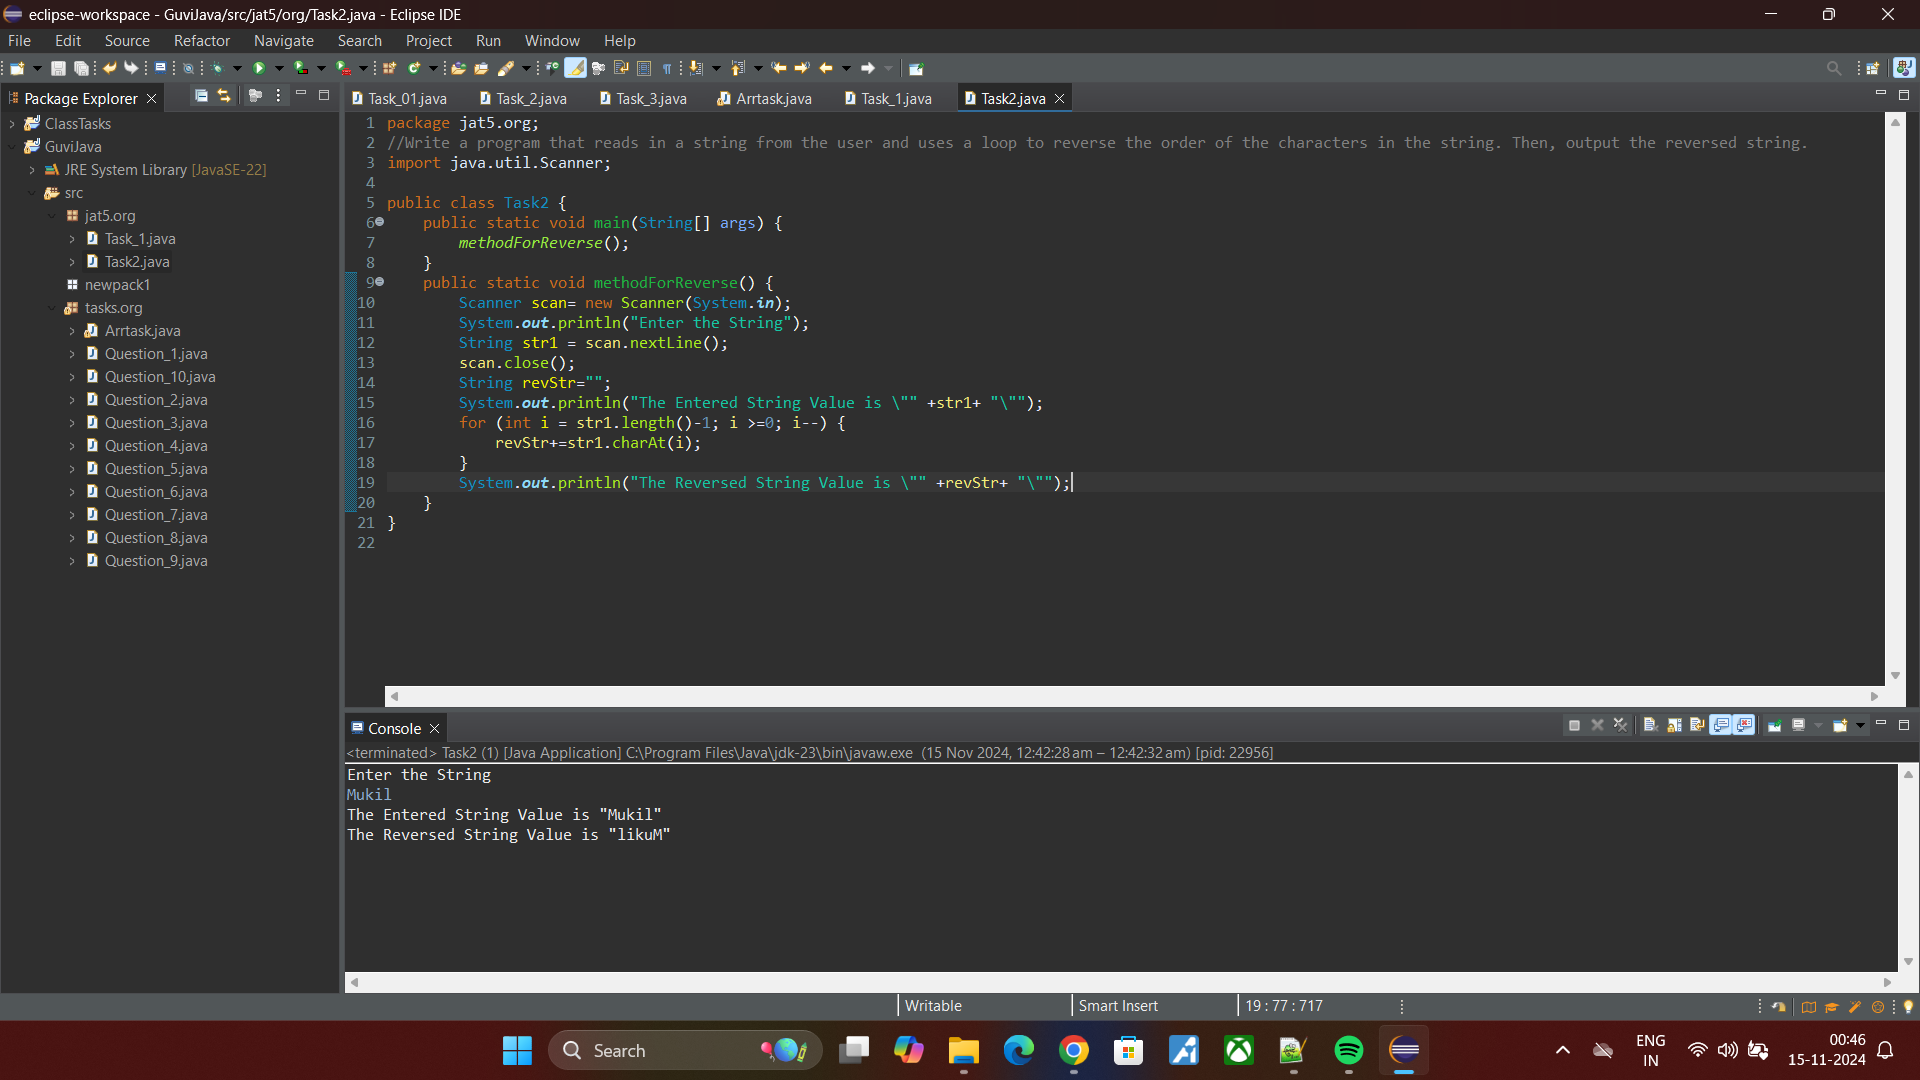 eclipse-workspace - GuviJava/src/jat5/org/Task2.java - Eclipse IDE
File Edit Source Refactor Navigate Search Project Run Window Help
Package Explorer
Task_01.java Task_2.java Task_3.java Arrtask.java Task_1.java Task2.java
ClassTasks
GuviJava
JRE System Library [JavaSE-22]
src
jat5.org
Task_1.java
Task2.java
newpack1
tasks.org
Arrtask.java
Question_1.java
Question_10.java
Question_2.java
Question_3.java
Question_4.java
Question_5.java
Question_6.java
Question_7.java
Question_8.java
Question_9.java
1 package jat5.org;
2 //Write a program that reads in a string from the user and uses a loop to reverse the order of the characters in the string. Then, output the reversed string.
3 import java.util.Scanner;
4
5 public class Task2 {
6     public static void main(String[] args) {
7         methodForReverse();
8     }
9     public static void methodForReverse() {
10         Scanner scan= new Scanner(System.in);
11         System.out.println("Enter the String");
12         String str1 = scan.nextLine();
13         scan.close();
14         String revStr="";
15         System.out.println("The Entered String Value is \"" +str1+ "\"");
16         for (int i = str1.length()-1; i >=0; i--) {
17             revStr+=str1.charAt(i);
18         }
19         System.out.println("The Reversed String Value is \"" +revStr+ "\"");
20     }
21 }
22
Console
<terminated> Task2 (1) [Java Application] C:\Program Files\Java\jdk-23\bin\javaw.exe (15 Nov 2024, 12:42:28 am – 12:42:32 am) [pid: 22956]
Enter the String
Mukil
The Entered String Value is "Mukil"
The Reversed String Value is "likuM"
Writable Smart Insert 19 : 77 : 717
Search
ENG
IN
00:46
15-11-2024